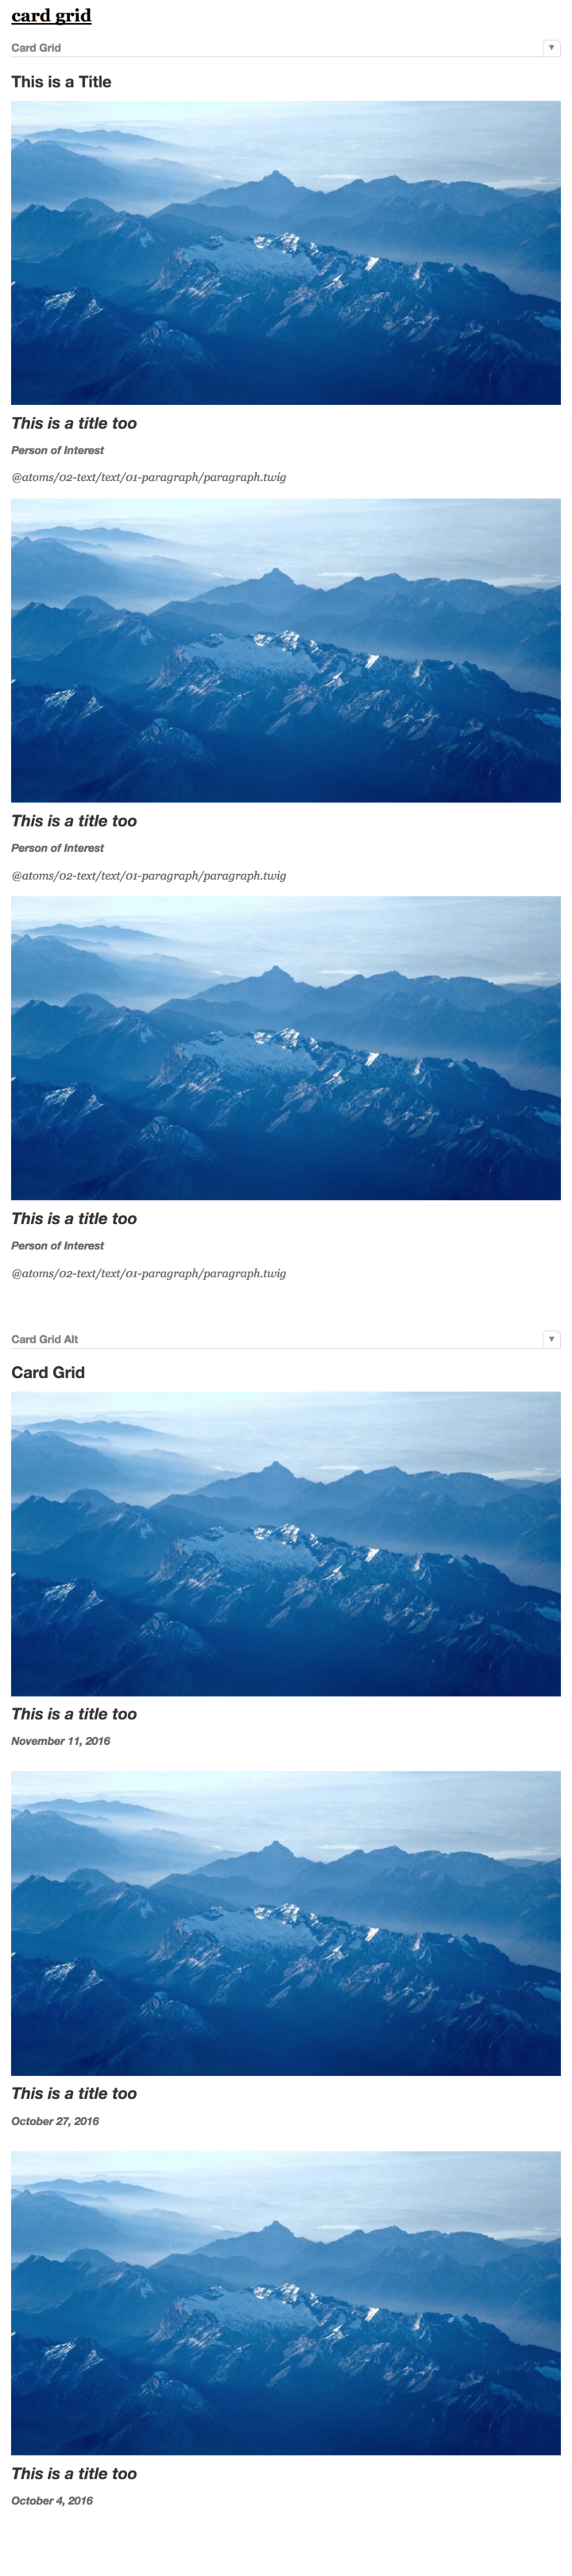 card grid
Card Grid
▼
This is a Title
This is a title too
Person of Interest
@atoms/02-text/text/01-paragraph/paragraph.twig
This is a title too
Person of Interest
@atoms/02-text/text/01-paragraph/paragraph.twig
This is a title too
Person of Interest
@atoms/02-text/text/01-paragraph/paragraph.twig
Card Grid Alt
▼
Card Grid
This is a title too
November 11, 2016
This is a title too
October 27, 2016
This is a title too
October 4, 2016